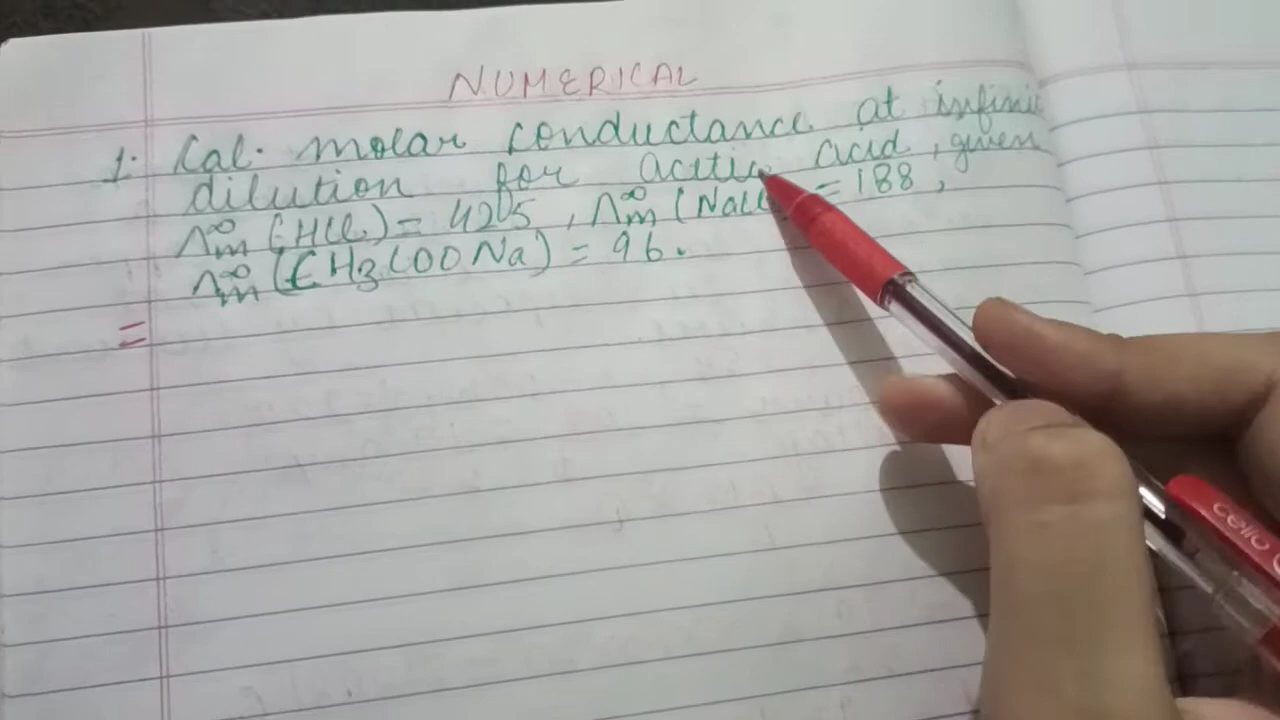 NUMERICAL
1. Cal. molar conductance at infini
dilution for acetic acid, given
Λm∞ (HCl) = 425, Λm∞ (NaCl = 188,
Λm∞ (CH3COONa) = 96.
=
cello